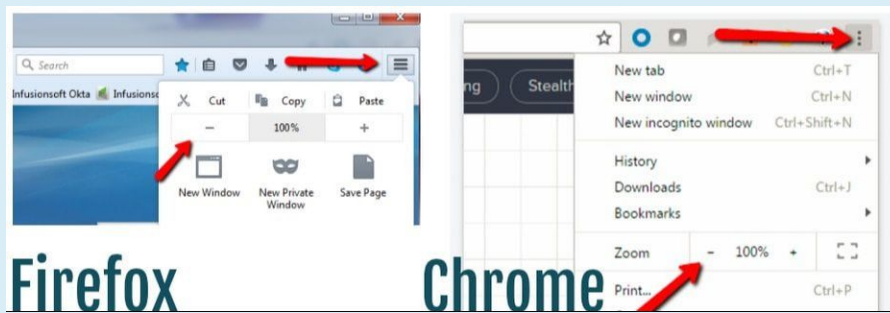 Search
Infusionsoft Okta Infusionso
Cut Copy Paste
− 100% +
New Window New Private Window Save Page
Firefox
ng Stealth
New tab Ctrl+T
New window Ctrl+N
New incognito window Ctrl+Shift+N
History
Downloads Ctrl+J
Bookmarks
Zoom - 100% +
Print... Ctrl+P
Chrome